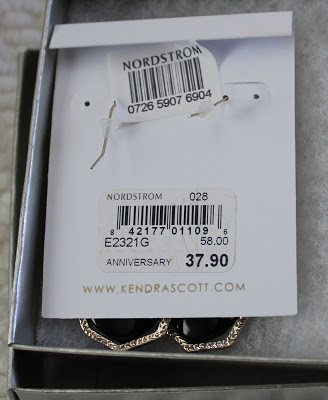 NORDSTROM
0726 5907 6904
NORDSTROM 028
8 42177 01109 6
E2321G 58.00
ANNIVERSARY 37.90
WWW.KENDRASCOTT.COM